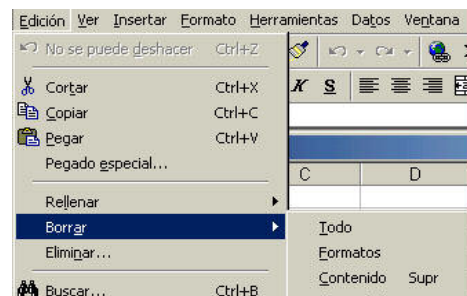 Edición Ver Insertar Formato Herramientas Datos Ventana
No se puede deshacer Ctrl+Z
Cortar Ctrl+X
K S
Copiar Ctrl+C
Pegar Ctrl+V
Pegado especial...
C D
Rellenar
Borrar Todo
Eliminar... Formatos
Contenido Supr
Buscar... Ctrl+B